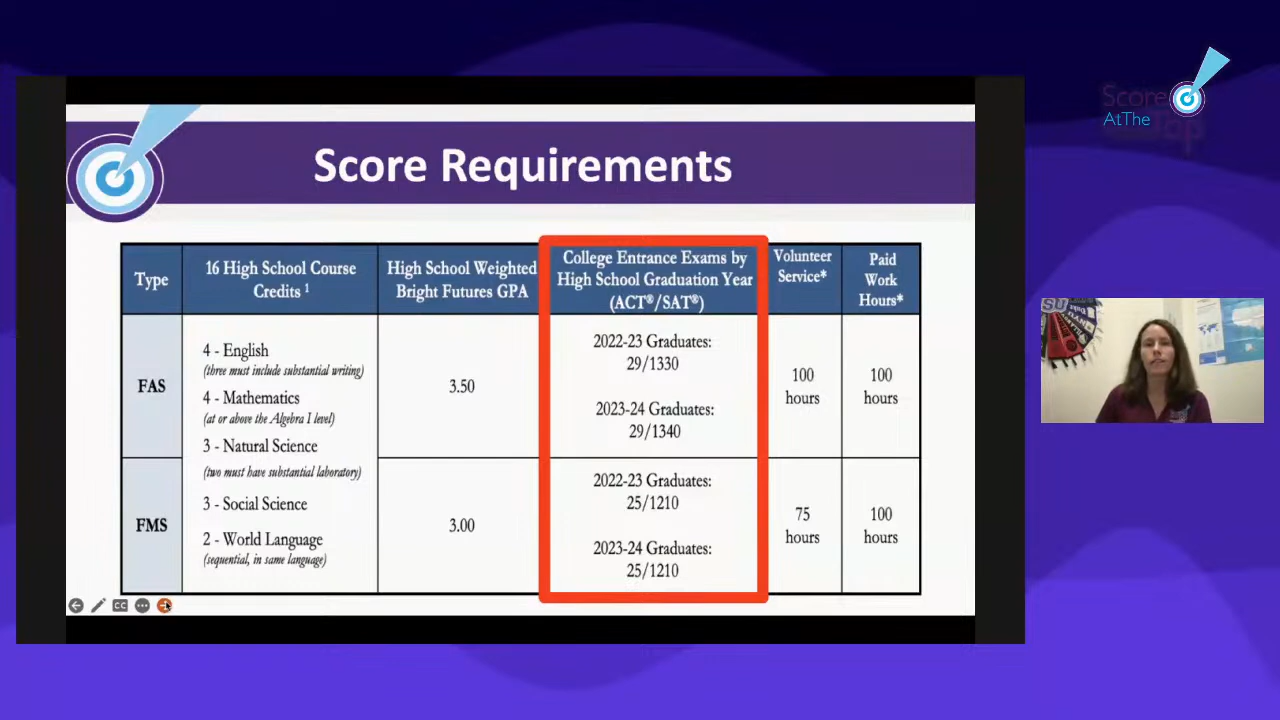 Score
AtThe
Top
Score Requirements
Type
16 High School Course
Credits ¹
High School Weighted
Bright Futures GPA
College Entrance Exams by
High School Graduation Year
(ACT®/SAT®)
Volunteer
Service*
Paid
Work
Hours*
FAS
4 - English
(three must include substantial writing)
4 - Mathematics
(at or above the Algebra I level)
3 - Natural Science
(two must have substantial laboratory)
3 - Social Science
2 - World Language
(sequential, in same language)
3.50
2022-23 Graduates:
29/1330
2023-24 Graduates:
29/1340
100
hours
100
hours
FMS
3.00
2022-23 Graduates:
25/1210
2023-24 Graduates:
25/1210
75
hours
100
hours
CC